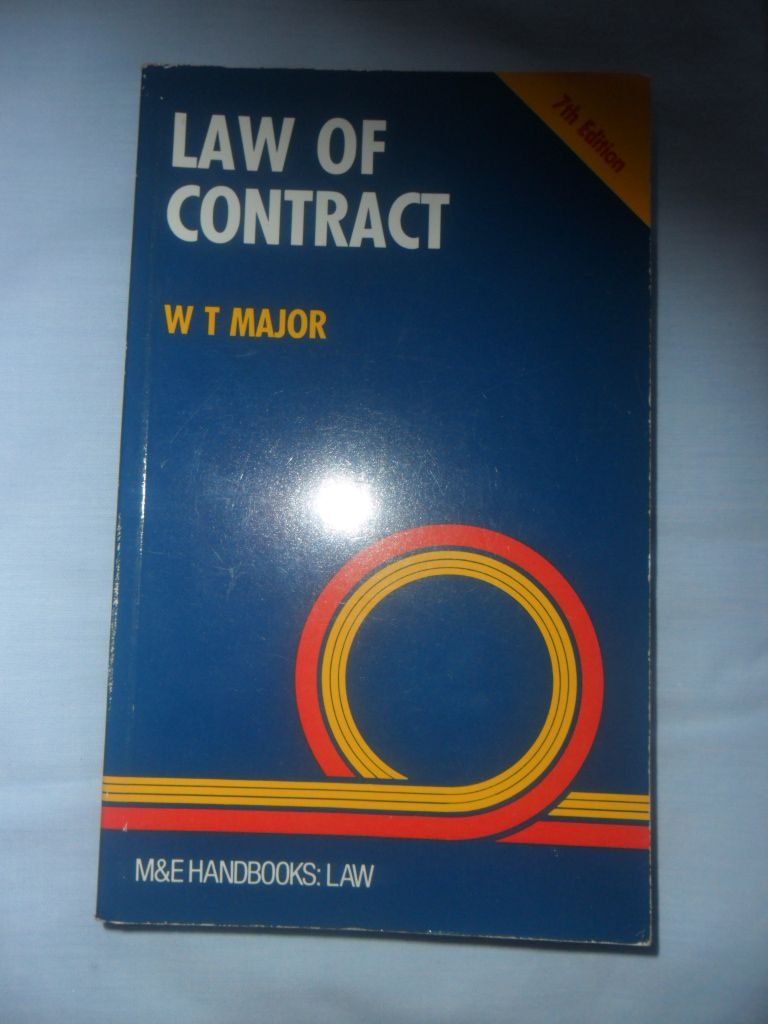 7th Edition
LAW OF
CONTRACT
W T MAJOR
M&E HANDBOOKS: LAW